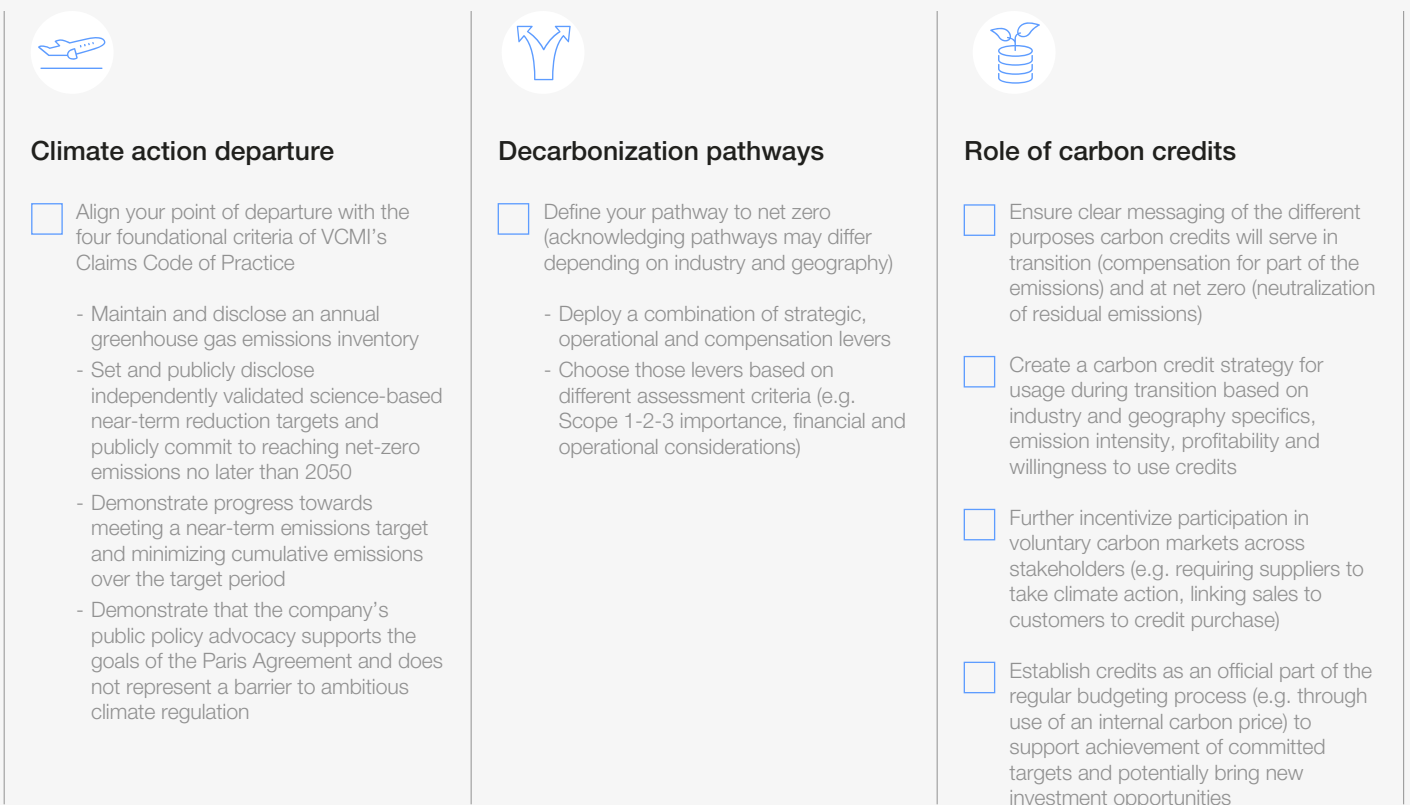 Climate action departure
Align your point of departure with the
four foundational criteria of VCMI's
Claims Code of Practice
- Maintain and disclose an annual
greenhouse gas emissions inventory
- Set and publicly disclose
independently validated science-based
near-term reduction targets and
publicly commit to reaching net-zero
emissions no later than 2050
- Demonstrate progress towards
meeting a near-term emissions target
and minimizing cumulative emissions
over the target period
- Demonstrate that the company's
public policy advocacy supports the
goals of the Paris Agreement and does
not represent a barrier to ambitious
climate regulation
Decarbonization pathways
Define your pathway to net zero
(acknowledging pathways may differ
depending on industry and geography)
- Deploy a combination of strategic,
operational and compensation levers
- Choose those levers based on
different assessment criteria (e.g.
Scope 1-2-3 importance, financial and
operational considerations)
Role of carbon credits
Ensure clear messaging of the different
purposes carbon credits will serve in
transition (compensation for part of the
emissions) and at net zero (neutralization
of residual emissions)
Create a carbon credit strategy for
usage during transition based on
industry and geography specifics,
emission intensity, profitability and
willingness to use credits
Further incentivize participation in
voluntary carbon markets across
stakeholders (e.g. requiring suppliers to
take climate action, linking sales to
customers to credit purchase)
Establish credits as an official part of the
regular budgeting process (e.g. through
use of an internal carbon price) to
support achievement of committed
targets and potentially bring new
investment opportunities